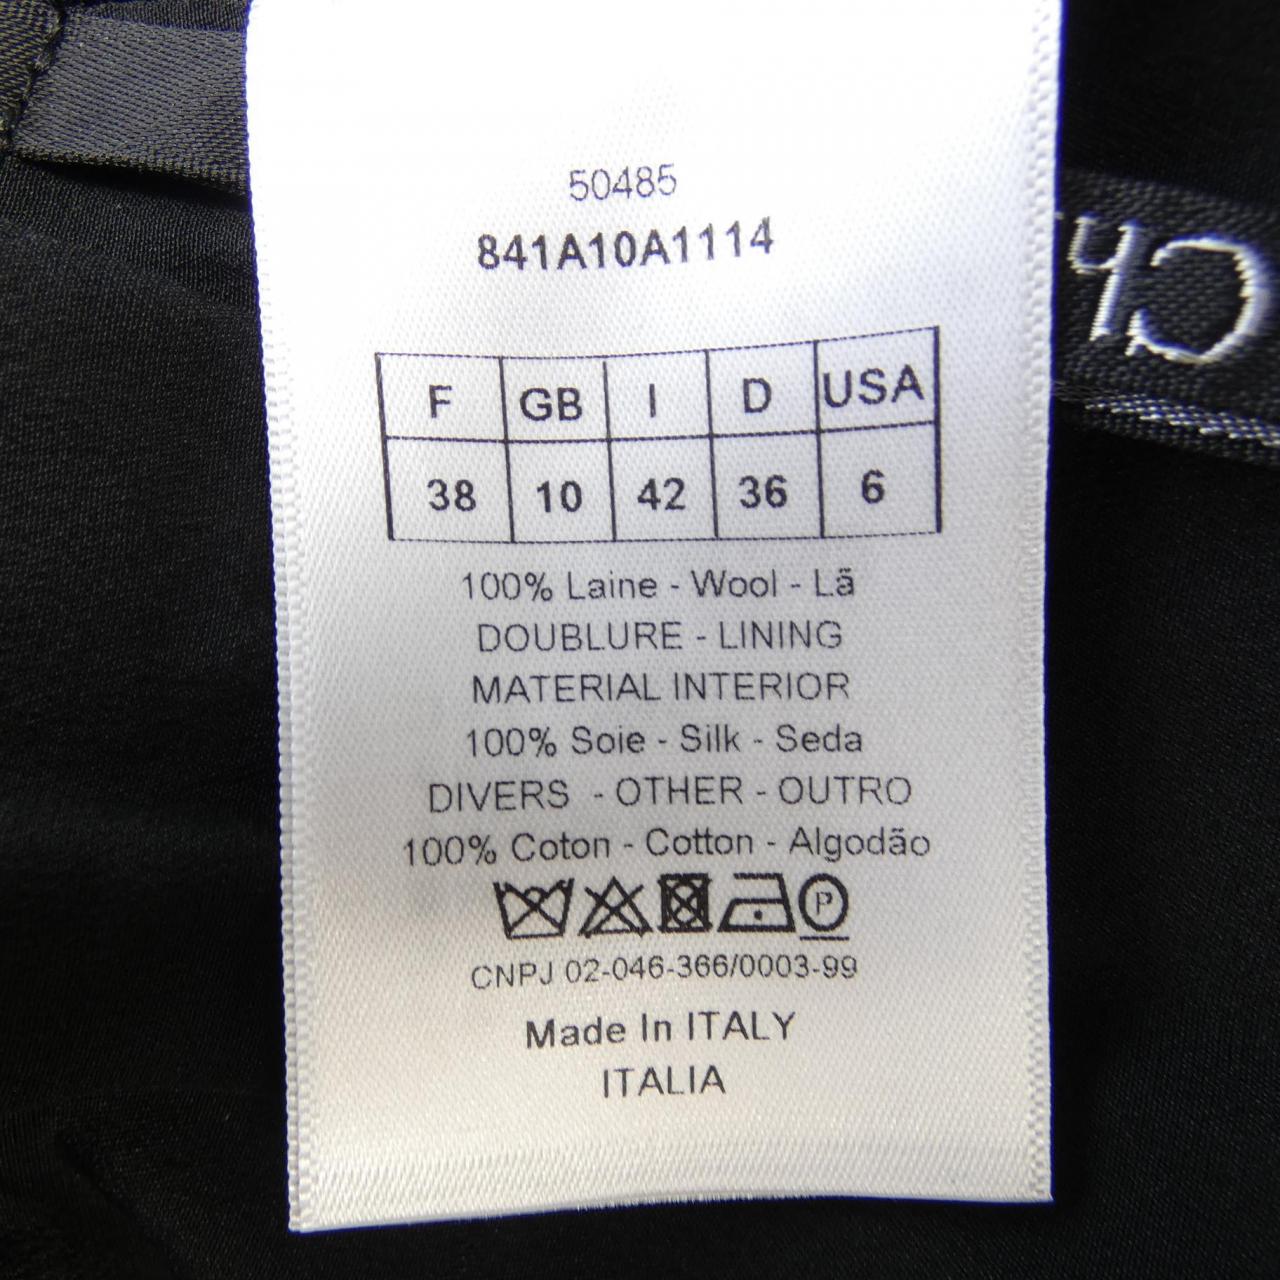 50485
841A10A1114
F GB I D USA
38 10 42 36 6
100% Laine - Wool - Lã
DOUBLURE - LINING
MATERIAL INTERIOR
100% Soie - Silk - Seda
DIVERS - OTHER - OUTRO
100% Coton - Cotton - Algodão
P
CNPJ 02-046-366/0003-99
Made In ITALY
ITALIA